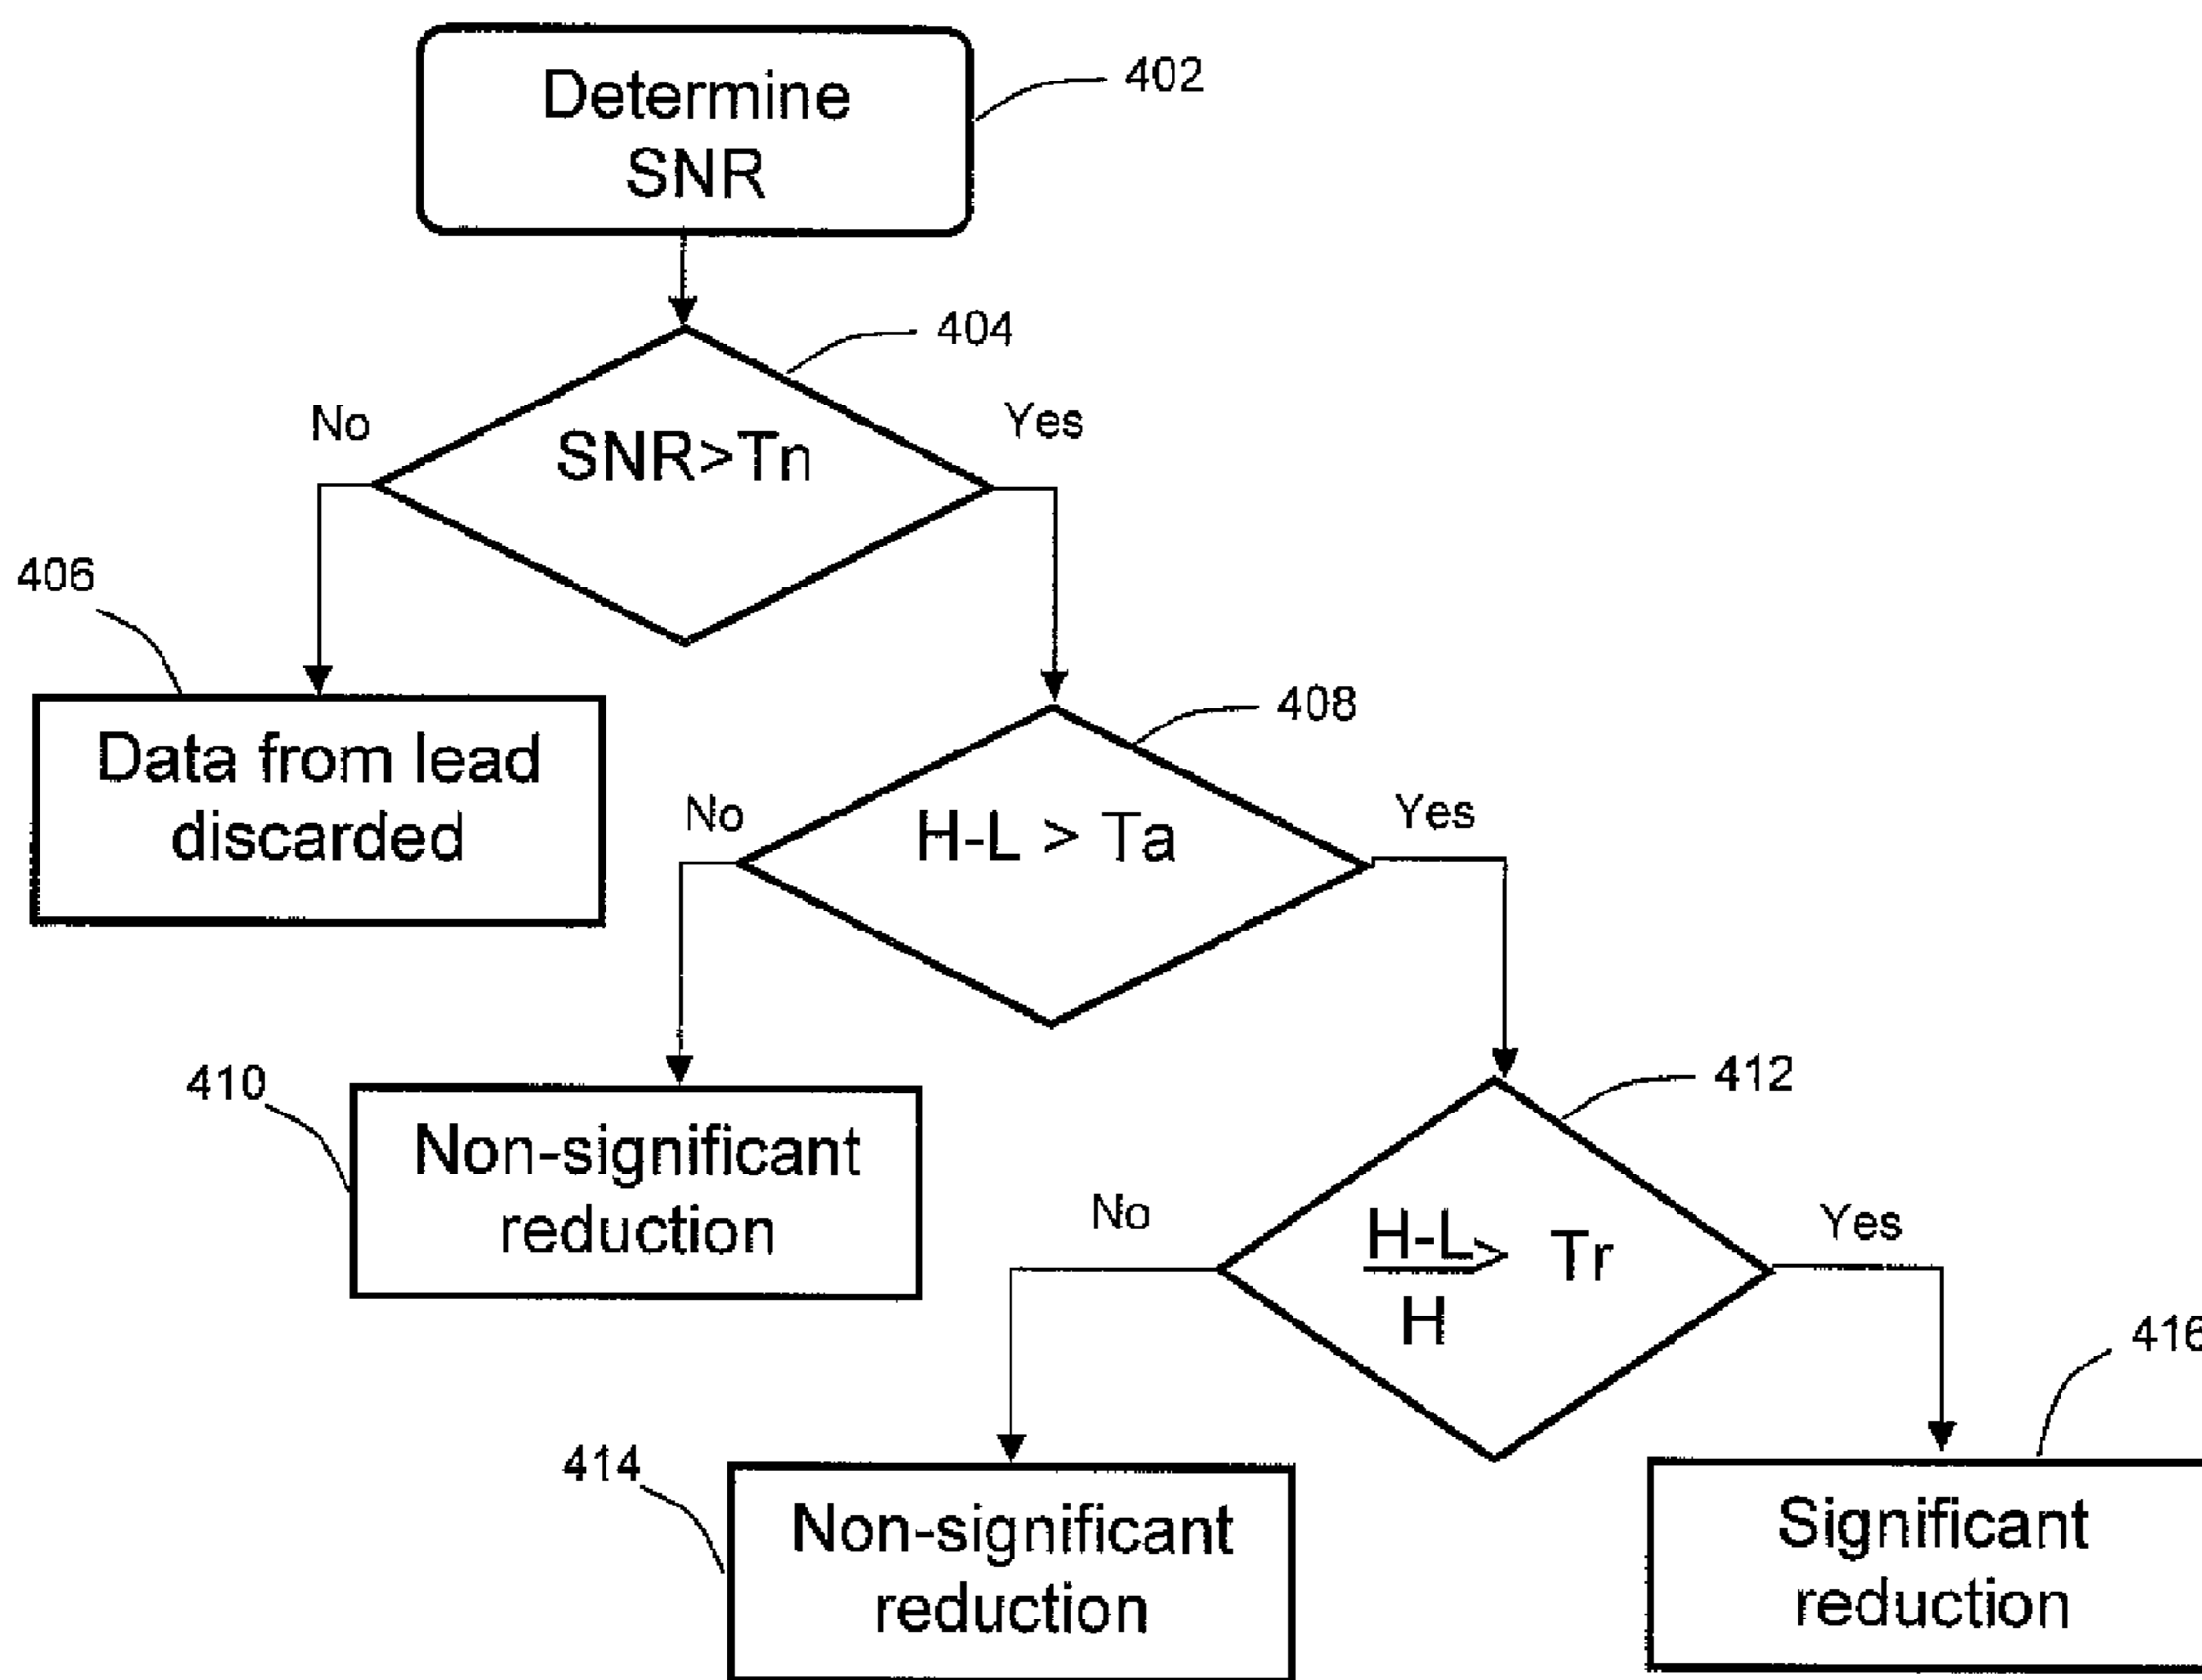 Determine
SNR
402
404
No
Yes
SNR>Tn
406
Data from lead
discarded
408
No
Yes
H-L > Ta
410
Non-significant
reduction
412
No
Yes
H-L> Tr
H
414
Non-significant
reduction
416
Significant
reduction